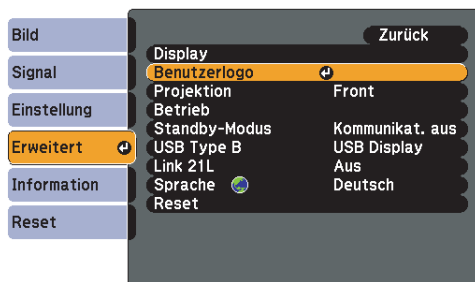 Bild
Signal
Einstellung
Erweitert
Information
Reset
Zurück
Display
Benutzerlogo
Projektion Front
Betrieb
Standby-Modus Kommunikat. aus
USB Type B USB Display
Link 21L Aus
Sprache Deutsch
Reset